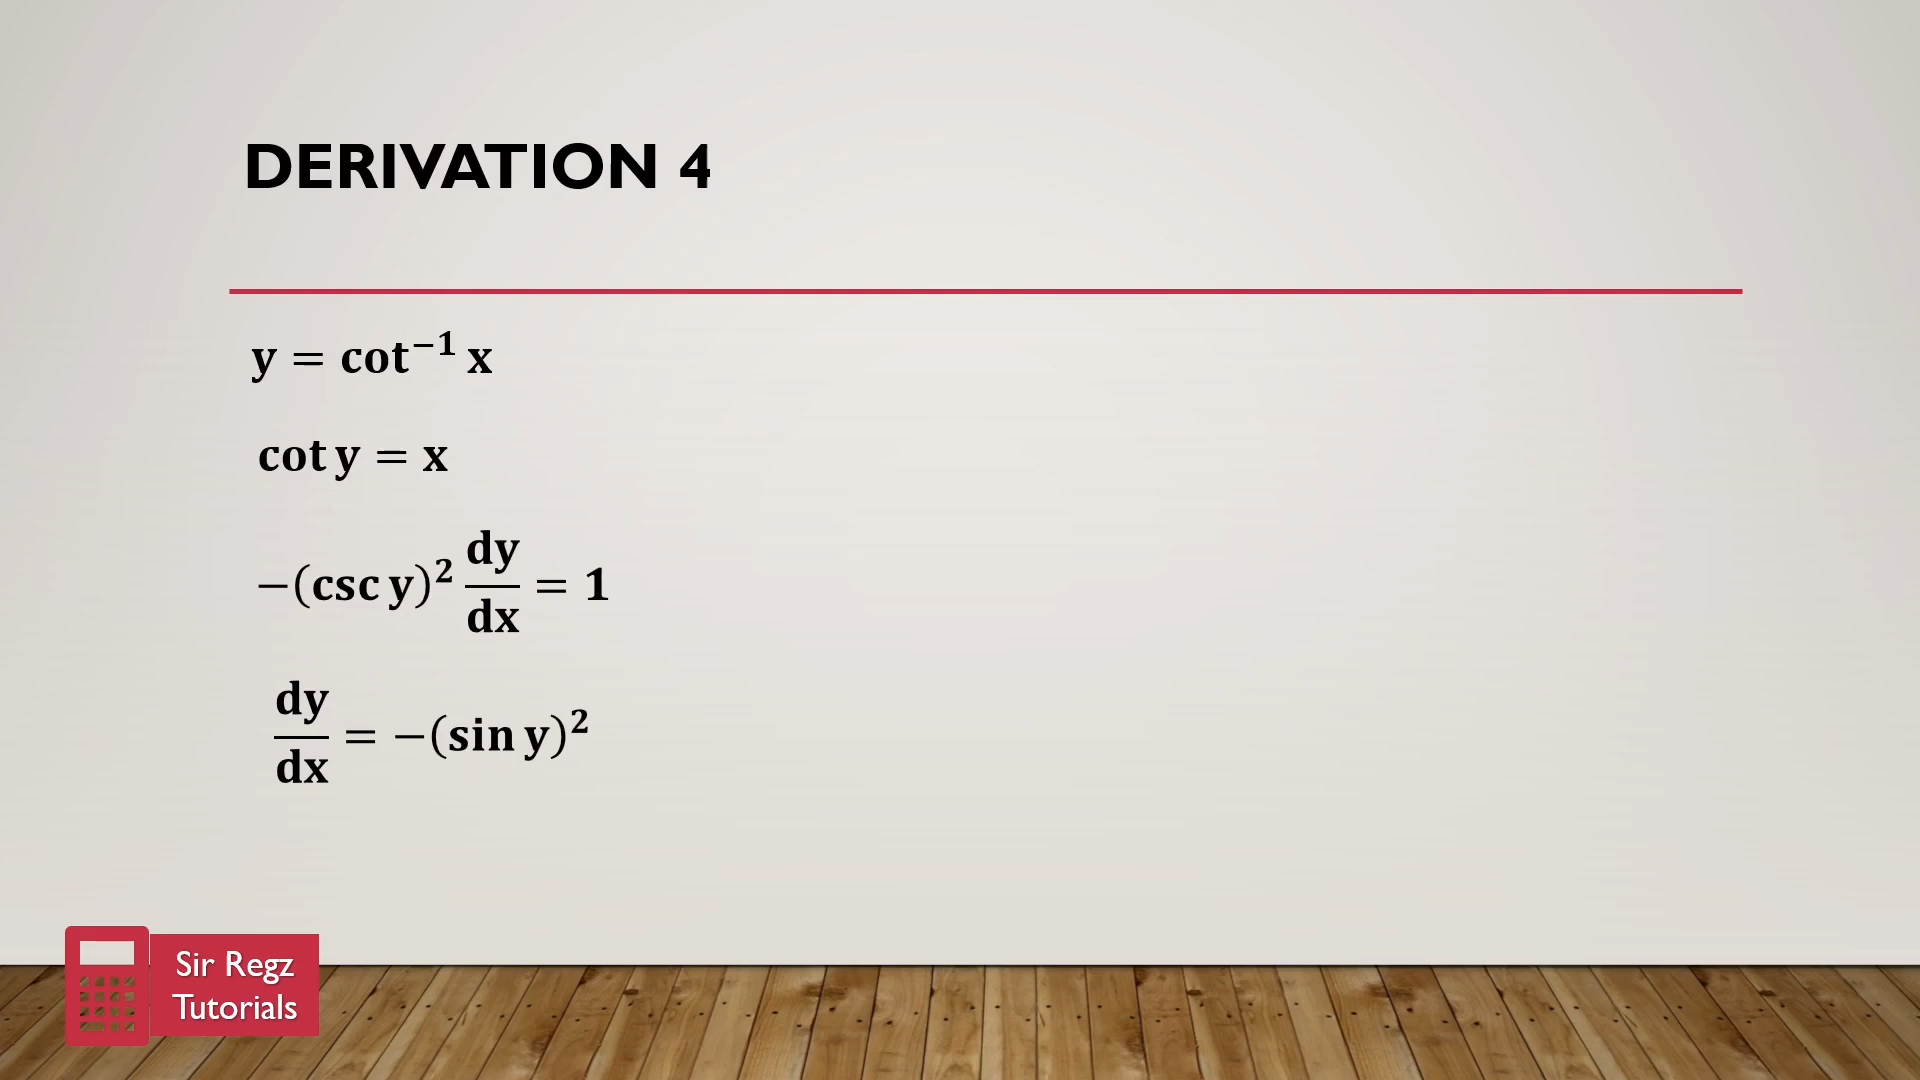 DERIVATION 4
y = cot⁻¹ x
cot y = x
−(csc y)² dy/dx = 1
dy/dx = −(sin y)²
Sir Regz
Tutorials